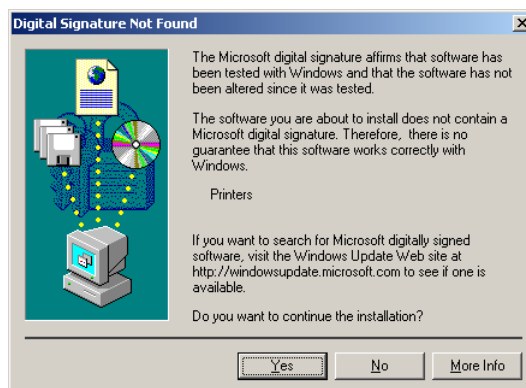 Digital Signature Not Found
The Microsoft digital signature affirms that software has
been tested with Windows and that the software has not
been altered since it was tested.
The software you are about to install does not contain a
Microsoft digital signature. Therefore, there is no
guarantee that this software works correctly with
Windows.
Printers
If you want to search for Microsoft digitally signed
software, visit the Windows Update Web site at
http://windowsupdate.microsoft.com to see if one is
available.
Do you want to continue the installation?
Yes No More Info